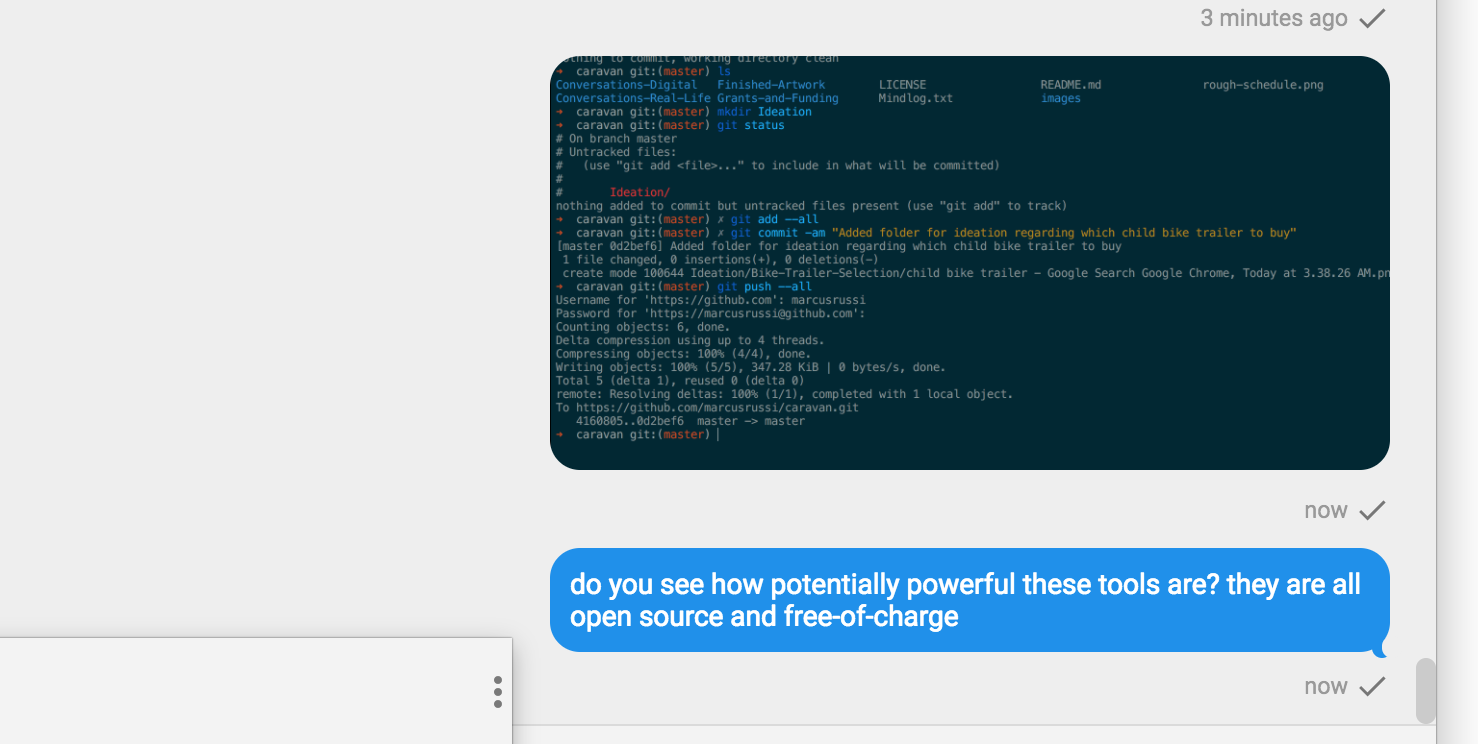 3 minutes ago
nothing to commit, working directory clean
➜ caravan git:(master) ls
Conversations-Digital Finished-Artwork LICENSE README.md rough-schedule.png
Conversations-Real-Life Grants-and-Funding Mindlog.txt images
➜ caravan git:(master) mkdir Ideation
➜ caravan git:(master) git status
# On branch master
# Untracked files:
# (use "git add <file>..." to include in what will be committed)
#
# Ideation/
nothing added to commit but untracked files present (use "git add" to track)
➜ caravan git:(master) ✗ git add --all
➜ caravan git:(master) ✗ git commit -am "Added folder for ideation regarding which child bike trailer to buy"
[master 0d2bef6] Added folder for ideation regarding which child bike trailer to buy
1 file changed, 0 insertions(+), 0 deletions(-)
create mode 100644 Ideation/Bike-Trailer-Selection/child bike trailer - Google Search Google Chrome, Today at 3.38.26 AM.pn
➜ caravan git:(master) git push --all
Username for 'https://github.com': marcusrussi
Password for 'https://marcusrussi@github.com':
Counting objects: 6, done.
Delta compression using up to 4 threads.
Compressing objects: 100% (4/4), done.
Writing objects: 100% (5/5), 347.28 KiB | 0 bytes/s, done.
Total 5 (delta 1), reused 0 (delta 0)
remote: Resolving deltas: 100% (1/1), completed with 1 local object.
To https://github.com/marcusrussi/caravan.git
4160805..0d2bef6 master -> master
➜ caravan git:(master)
now
do you see how potentially powerful these tools are? they are all
open source and free-of-charge
now